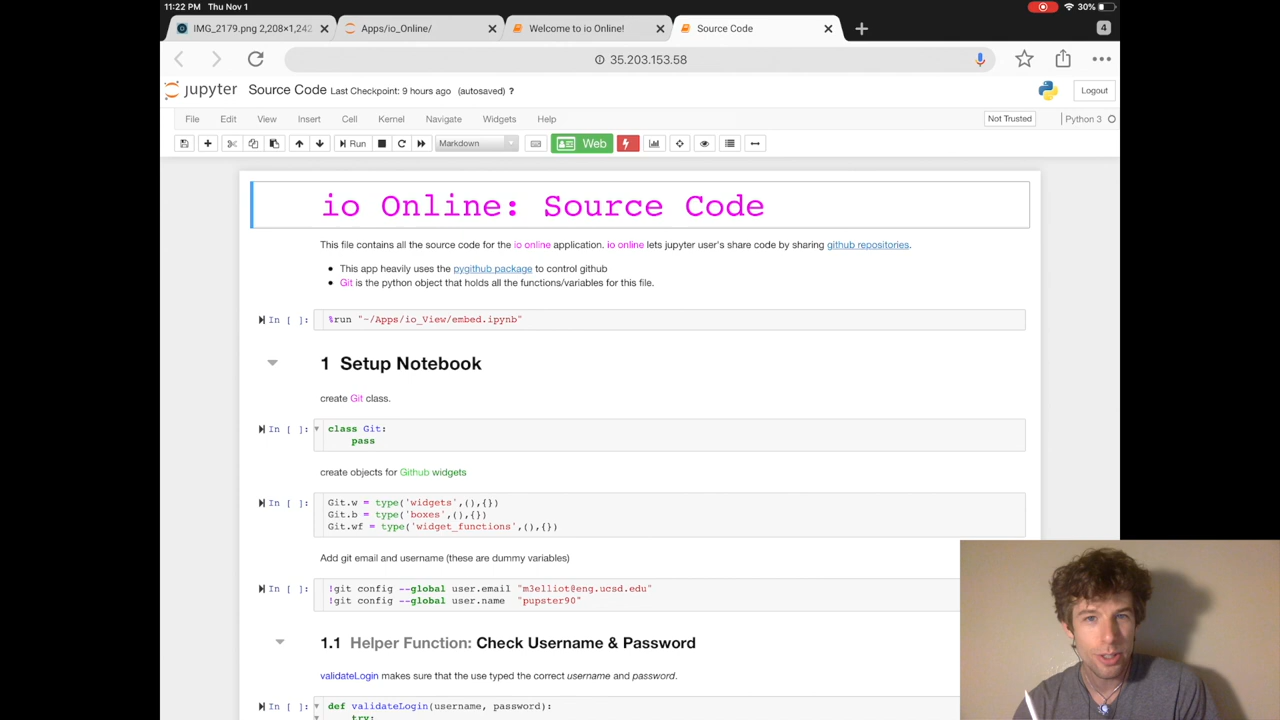 11:22 PM Thu Nov 1
30%
IMG_2179.png 2,208×1,242
Apps/io_Online/
Welcome to io Online!
Source Code
4
35.203.153.58
jupyter Source Code Last Checkpoint: 9 hours ago (autosaved) ?
Logout
File Edit View Insert Cell Kernel Navigate Widgets Help
Not Trusted
Python 3
Run
Markdown
Web
io Online: Source Code
This file contains all the source code for the io online application. io online lets jupyter user's share code by sharing github repositories.
This app heavily uses the pygithub package to control github
Git is the python object that holds all the functions/variables for this file.
In [ ]: %run "~/Apps/io_View/embed.ipynb"
1 Setup Notebook
create Git class.
In [ ]: class Git:
pass
create objects for Github widgets
In [ ]: Git.w = type('widgets',(),{})
Git.b = type('boxes',(),{})
Git.wf = type('widget_functions',(),{})
Add git email and username (these are dummy variables)
In [ ]: !git config --global user.email "m3elliot@eng.ucsd.edu"
!git config --global user.name "pupster90"
1.1 Helper Function: Check Username & Password
validateLogin makes sure that the use typed the correct username and password.
In [ ]: def validateLogin(username, password):
try: